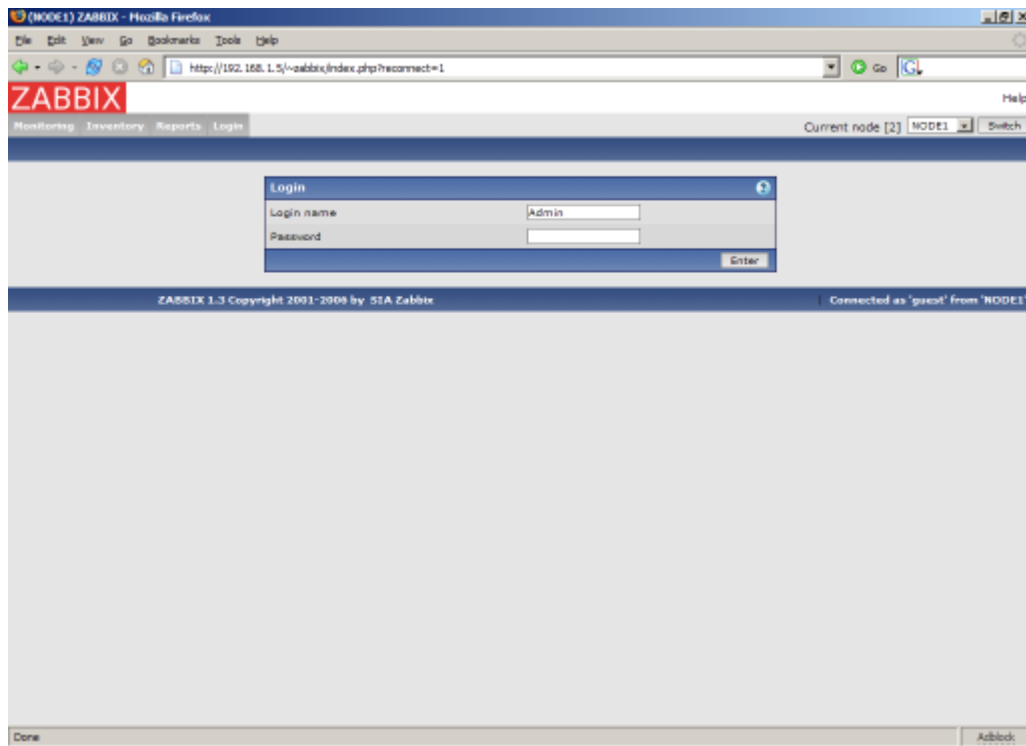 (NODE1) ZABBIX - Mozilla Firefox
File Edit View Go Bookmarks Tools Help
http://192.168.1.5/~zabbix/index.php?reconnect=1 Go
ZABBIX Help
Monitoring Inventory Reports Login Current node [2] NODE1 Switch
Login
Login name Admin
Password
Enter
ZABBIX 1.3 Copyright 2001-2006 by SIA Zabbix Connected as 'guest' from 'NODE1'
Done Adblock